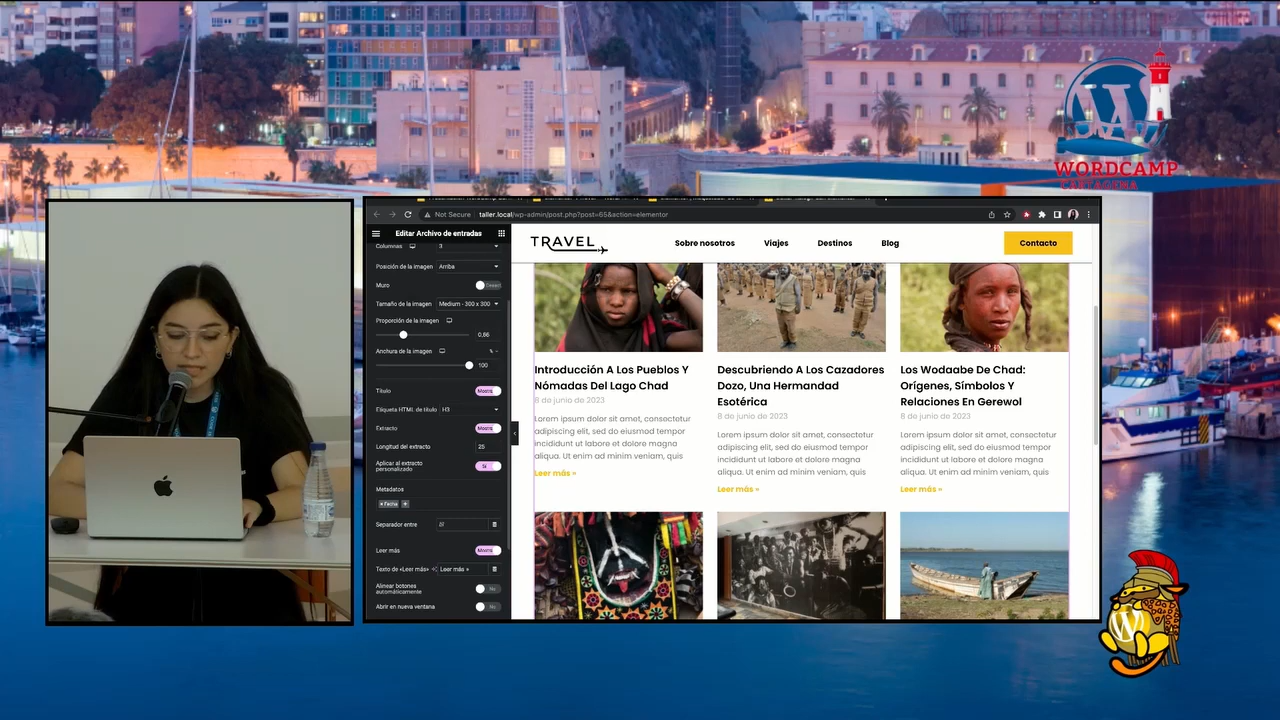 WORDCAMP
CARTAGENA
Not Secure
taller.local/wp-admin/post.php?post=65&action=elementor
Editar Archivo de entradas
Columnas
3
Posición de la imagen
Arriba
Muro
Tamaño de la imagen
Medium - 300 x 300
Proporción de la imagen
0,66
Anchura de la imagen
%
100
Título
Etiqueta HTML de título
H3
Extracto
Longitud del extracto
25
Aplicar al extracto
personalizado
Sí
Metadatos
× Fecha
+
Separador entre
Leer más
Texto de «Leer más»
Leer más »
Alinear botones
automáticamente
No
Abrir en nueva ventana
No
TRAVEL
Sobre nosotros
Viajes
Destinos
Blog
Contacto
Introducción A Los Pueblos Y
Nómadas Del Lago Chad
8 de junio de 2023
Lorem ipsum dolor sit amet, consectetur
adipiscing elit, sed do eiusmod tempor
incididunt ut labore et dolore magna
aliqua. Ut enim ad minim veniam, quis
Leer más »
Descubriendo A Los Cazadores
Dozo, Una Hermandad
Esotérica
8 de junio de 2023
Lorem ipsum dolor sit amet, consectetur
adipiscing elit, sed do eiusmod tempor
incididunt ut labore et dolore magna
aliqua. Ut enim ad minim veniam, quis
Leer más »
Los Wodaabe De Chad:
Orígenes, Símbolos Y
Relaciones En Gerewol
8 de junio de 2023
Lorem ipsum dolor sit amet, consectetur
adipiscing elit, sed do eiusmod tempor
incididunt ut labore et dolore magna
aliqua. Ut enim ad minim veniam, quis
Leer más »